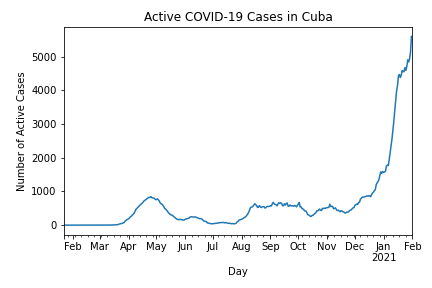 Active COVID-19 Cases in Cuba
5000
4000
3000
2000
1000
0
Number of Active Cases
Feb Mar Apr May Jun Jul Aug Sep Oct Nov Dec Jan Feb
2021
Day